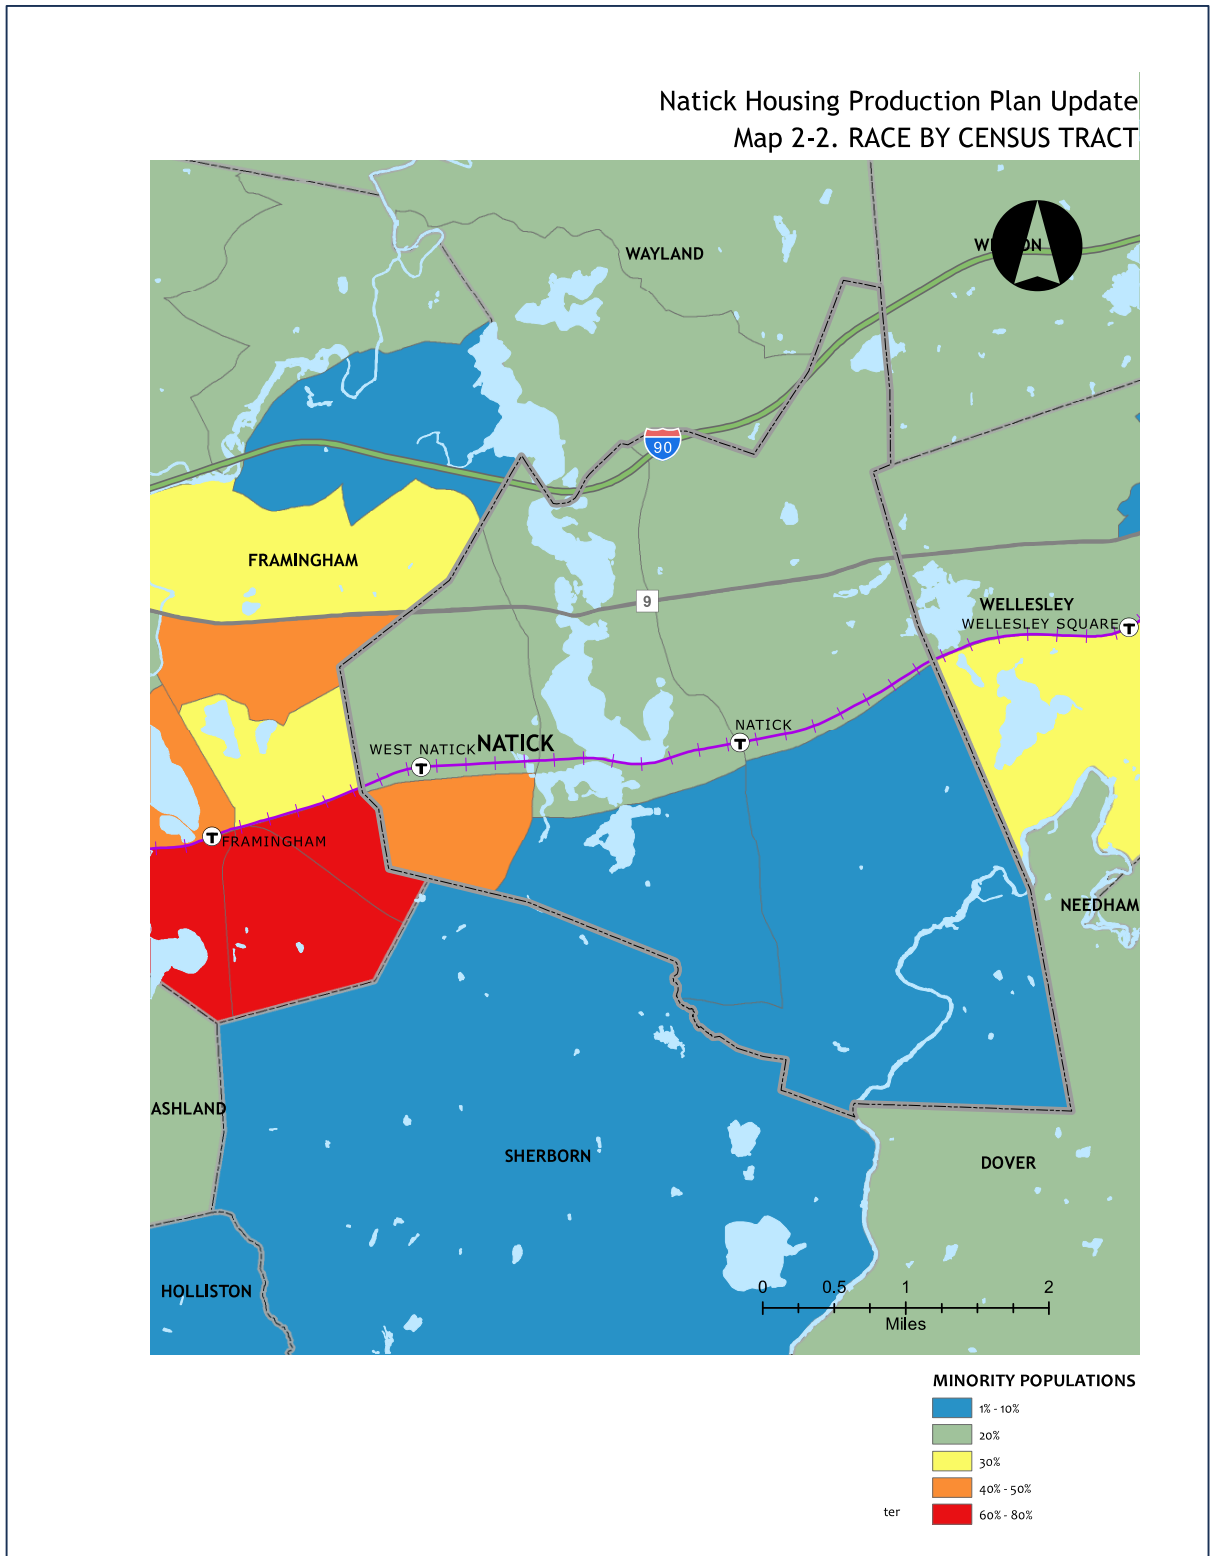 Natick Housing Production Plan Update
Map 2-2. RACE BY CENSUS TRACT
WAYLAND
90
FRAMINGHAM
9
WELLESLEY
WELLESLEY SQUARE
T
NATICK
T
WEST NATICK
NATICK
T
T
FRAMINGHAM
NEEDHAM
ASHLAND
SHERBORN
DOVER
HOLLISTON
0 0.5 1 2
Miles
MINORITY POPULATIONS
1% - 10%
20%
30%
40% - 50%
ter
60% - 80%